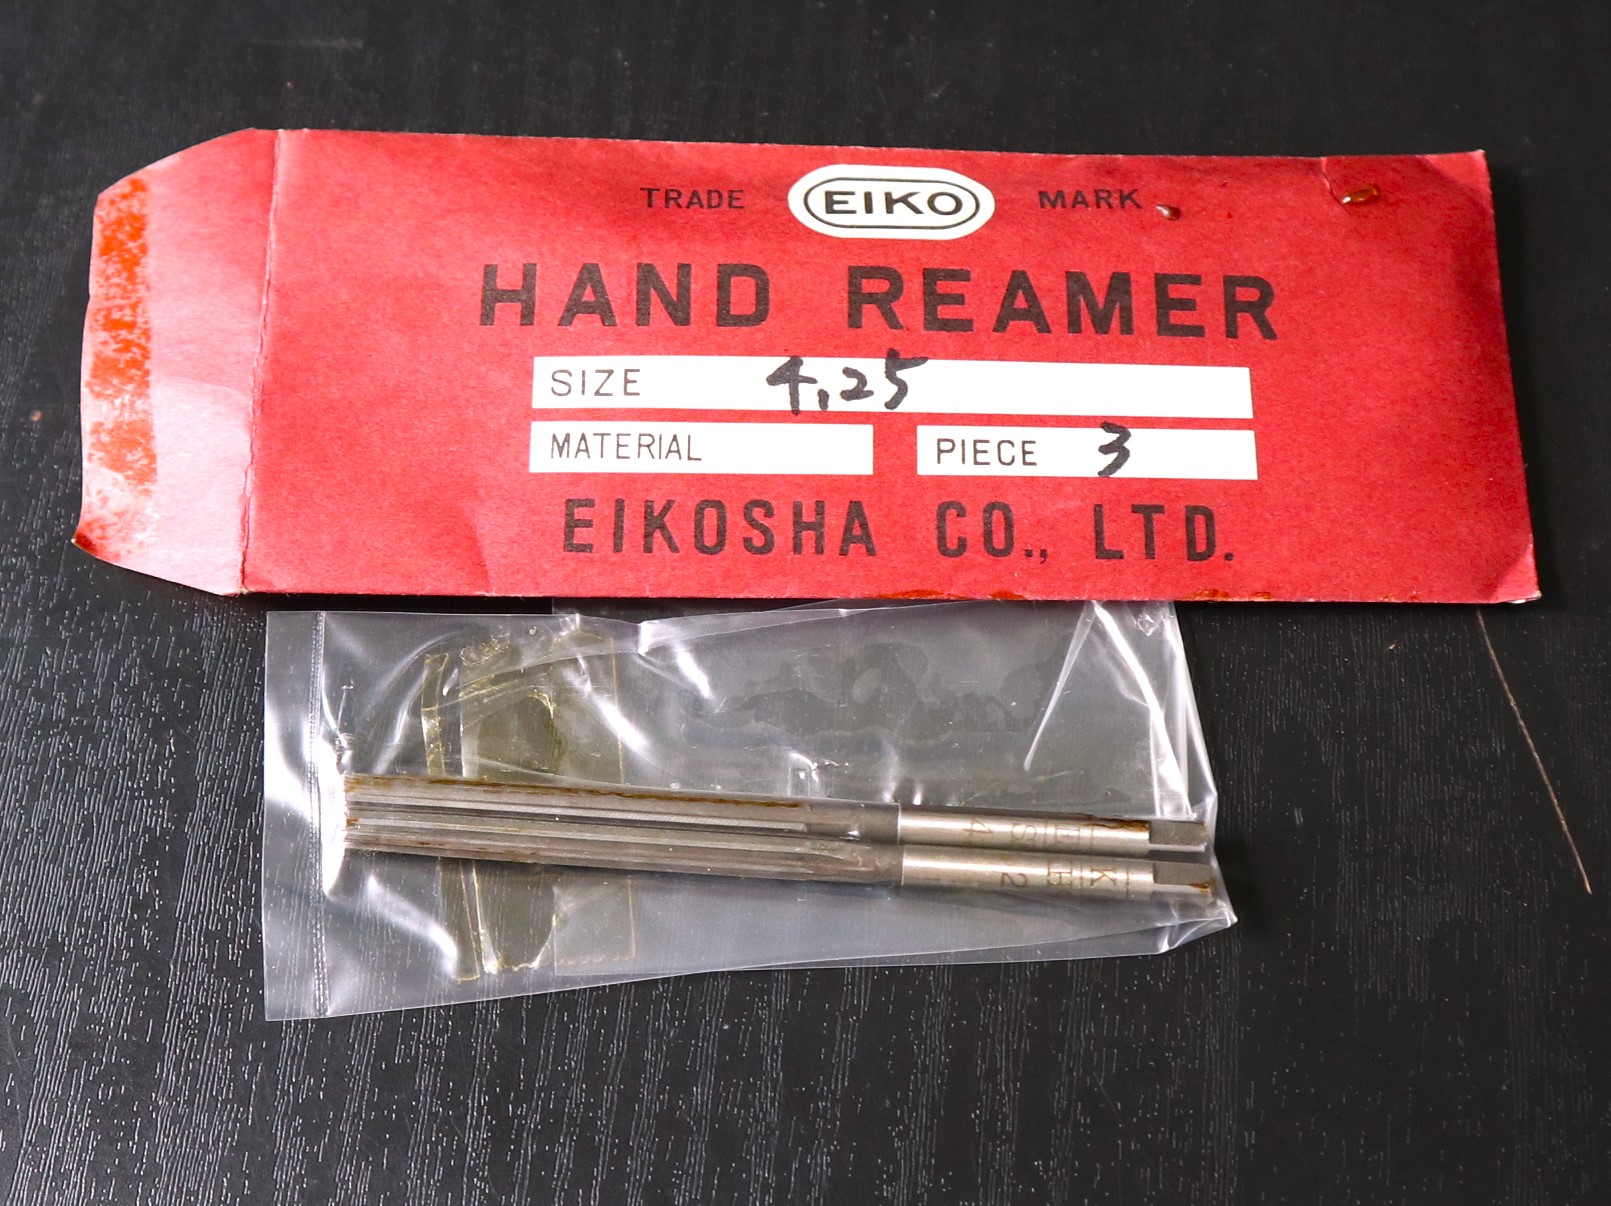 TRADE EIKO MARK
HAND REAMER
SIZE 4,25
MATERIAL
PIECE 3
EIKOSHA CO., LTD.